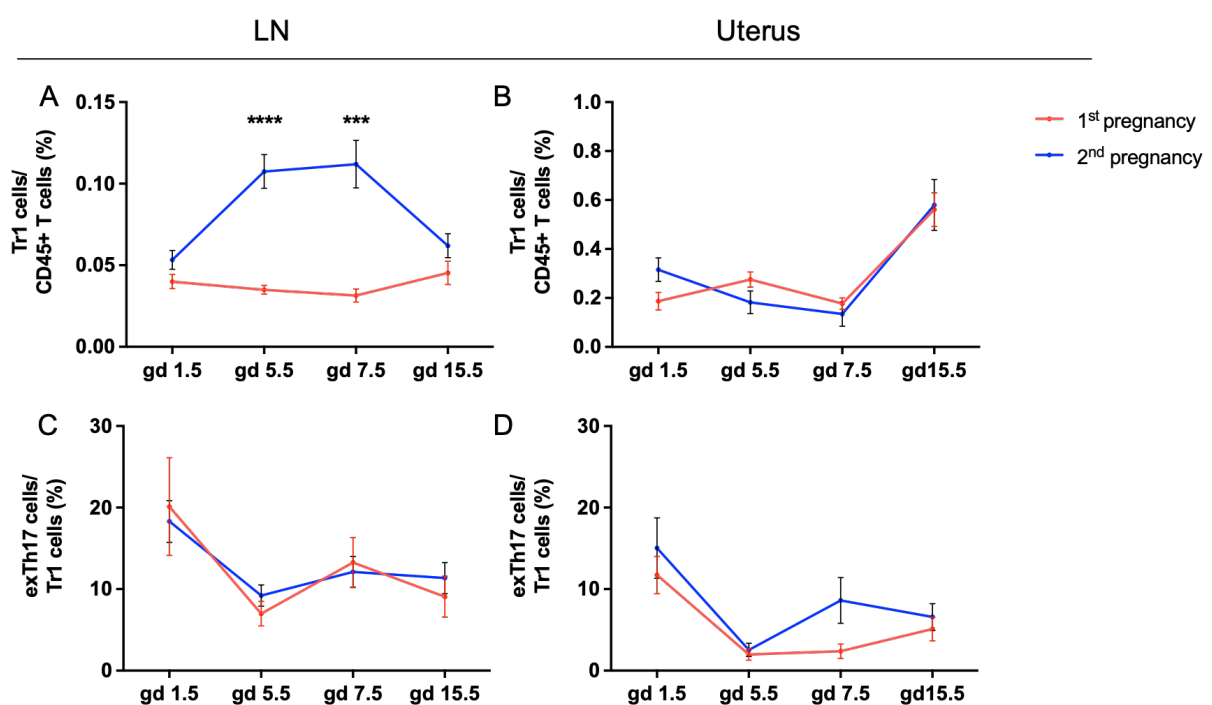 LN
Uterus
A
Tr1 cells/
CD45+ T cells (%)
0.15
0.10
0.05
0.00
****
***
gd 1.5
gd 5.5
gd 7.5
gd 15.5
B
Tr1 cells/
CD45+ T cells (%)
1.0
0.8
0.6
0.4
0.2
0.0
gd 1.5
gd 5.5
gd 7.5
gd15.5
1st pregnancy
2nd pregnancy
C
exTh17 cells/
Tr1 cells (%)
30
20
10
0
gd 1.5
gd 5.5
gd 7.5
gd 15.5
D
exTh17 cells/
Tr1 cells (%)
30
20
10
0
gd 1.5
gd 5.5
gd 7.5
gd15.5